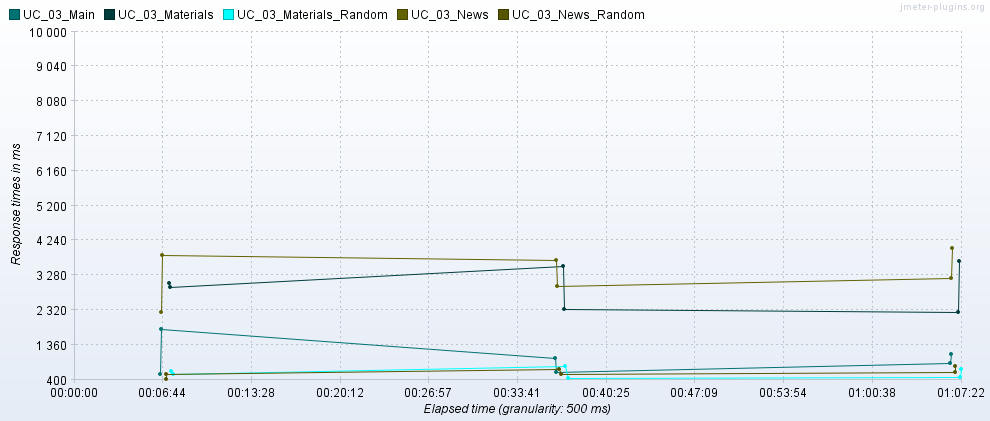 UC_03_Main UC_03_Materials UC_03_Materials_Random UC_03_News UC_03_News_Random
jmeter-plugins.org
10 000
9 040
8 080
7 120
6 160
5 200
4 240
3 280
2 320
1 360
400
Response times in ms
00:00:00 00:06:44 00:13:28 00:20:12 00:26:57 00:33:41 00:40:25 00:47:09 00:53:54 01:00:38 01:07:22
Elapsed time (granularity: 500 ms)